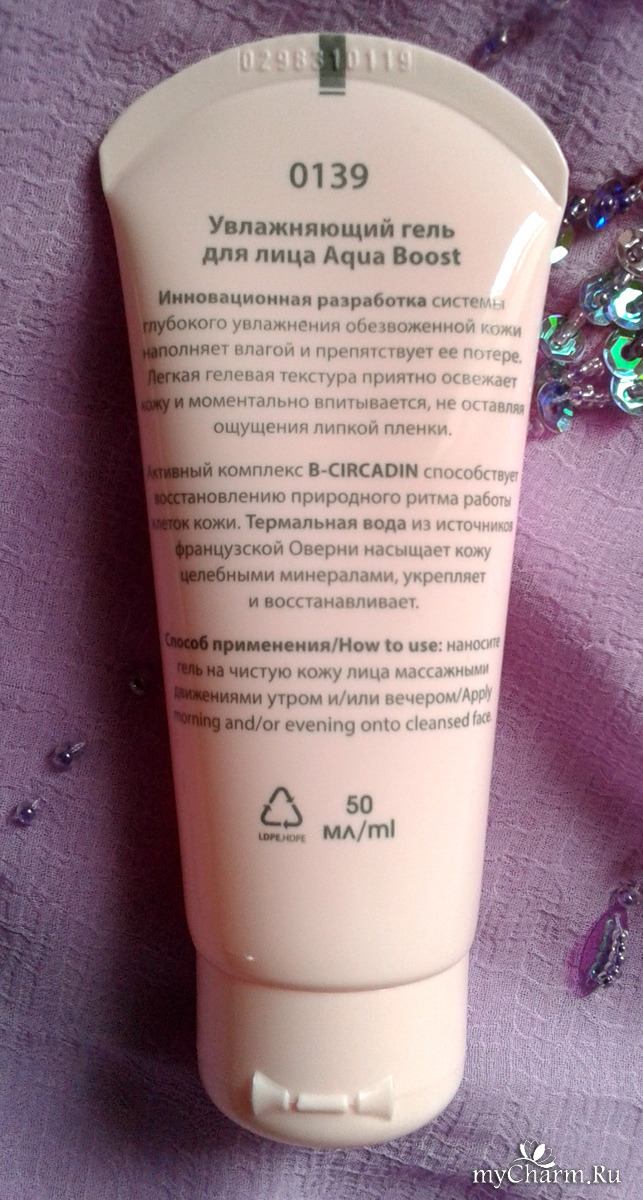 0298310119
0139
Увлажняющий гель
для лица Aqua Boost
Инновационная разработка системы
глубокого увлажнения обезвоженной кожи
наполняет влагой и препятствует ее потере.
Легкая гелевая текстура приятно освежает
кожу и моментально впитывается, не оставляя
ощущения липкой пленки.
Активный комплекс B-CIRCADIN способствует
восстановлению природного ритма работы
клеток кожи. Термальная вода из источников
французской Оверни насыщает кожу
целебными минералами, укрепляет
и восстанавливает.
Способ применения/How to use: наносите
гель на чистую кожу лица массажными
движениями утром и/или вечером/Apply
morning and/or evening onto cleansed face.
LDPE,HDPE
50
мл/ml
myCharm.Ru